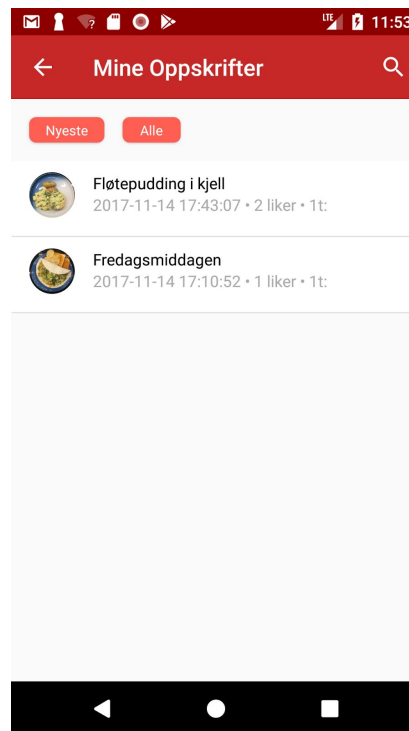 LTE 11:53
Mine Oppskrifter
Nyeste Alle
Fløtepudding i kjell
2017-11-14 17:43:07 • 2 liker • 1t:
Fredagsmiddagen
2017-11-14 17:10:52 • 1 liker • 1t: